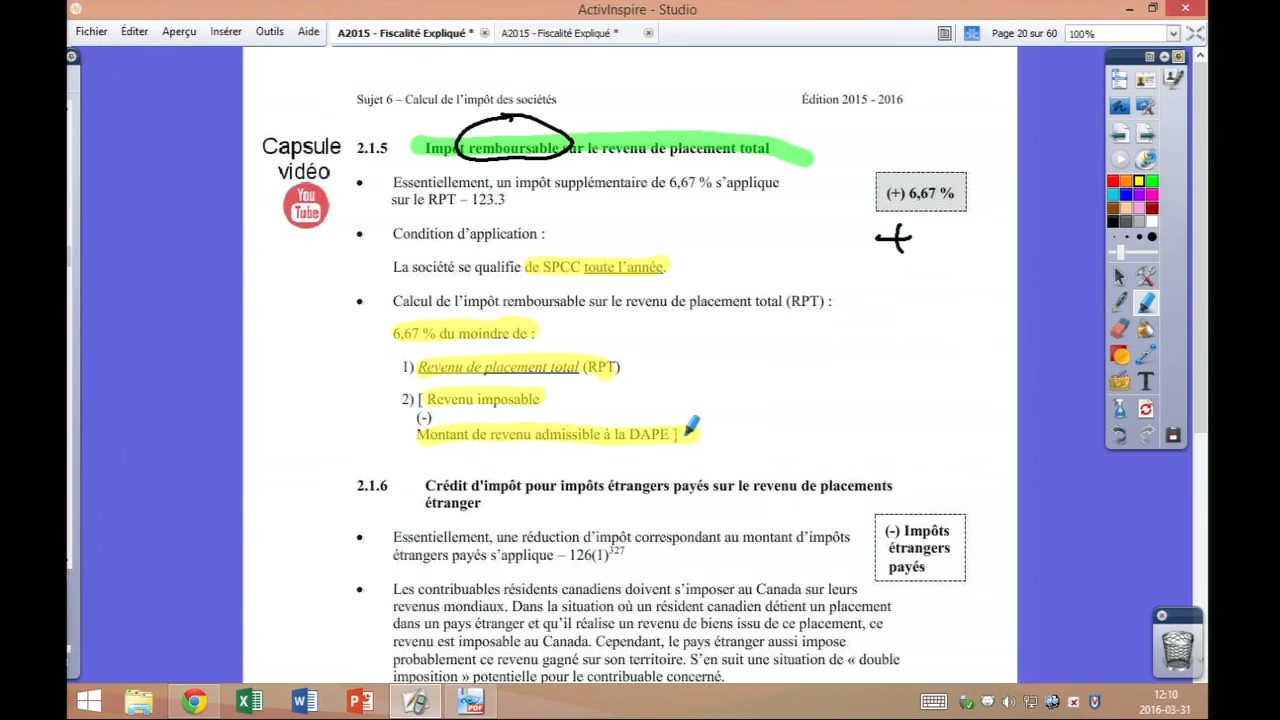 ActivInspire - Studio
Fichier Éditer Aperçu Insérer Outils Aide A2015 - Fiscalité Expliqué * A2015 - Fiscalité Expliqué * Page 20 sur 60 100%
Sujet 6 – Calcul de l’impôt des sociétés Édition 2015 - 2016
Capsule
vidéo
You
Tube
2.1.5 Impôt remboursable sur le revenu de placement total
• Essentiellement, un impôt supplémentaire de 6,67 % s’applique
sur le RPT – 123.3
(+) 6,67 %
+
• Condition d’application :
La société se qualifie de SPCC toute l’année.
• Calcul de l’impôt remboursable sur le revenu de placement total (RPT) :
6,67 % du moindre de :
1) Revenu de placement total (RPT)
2) [ Revenu imposable
(-)
Montant de revenu admissible à la DAPE ]
2.1.6 Crédit d'impôt pour impôts étrangers payés sur le revenu de placements
étranger
• Essentiellement, une réduction d’impôt correspondant au montant d’impôts
étrangers payés s’applique – 126(1)327
(-) Impôts
étrangers
payés
• Les contribuables résidents canadiens doivent s’imposer au Canada sur leurs
revenus mondiaux. Dans la situation où un résident canadien détient un placement
dans un pays étranger et qu’il réalise un revenu de biens issu de ce placement, ce
revenu est imposable au Canada. Cependant, le pays étranger aussi impose
probablement ce revenu gagné sur son territoire. S’en suit une situation de « double
imposition » potentielle pour le contribuable concerné.
12:10
2016-03-31